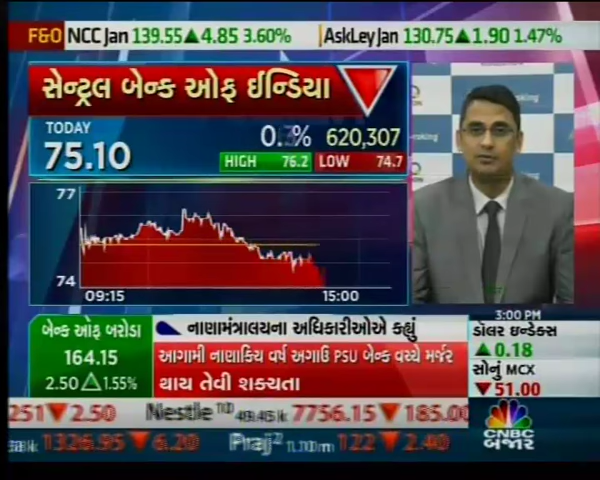 F&O NCC Jan 139.55▲4.85 3.60% AskLeyJan 130.75▲1.90 1.47%
સેન્ટ્રલ બેન્ક ઓફ ઈન્ડિયા
TODAY
75.10
620,307
HIGH 76.2 LOW 74.7
77
74
09:15 15:00
3:00 PM
બેન્ક ઓફ બરોડા
164.15
2.50 △ 1.55%
નાણામંત્રાલયના અધિકારીઓએ કહ્યું
આગામી નાણાકિય વર્ષ અગાઉ PSU બેન્ક વચ્ચે મર્જર
થાય તેવી શક્યતા
ડોલર ઇન્ડેક્સ
▲0.18
સોનું MCX
▼51.00
251▼2.50 Nestle 7756.15▼185.00
1326.95▼6.20 Praj 122▼2.40
CNBC
બજાર